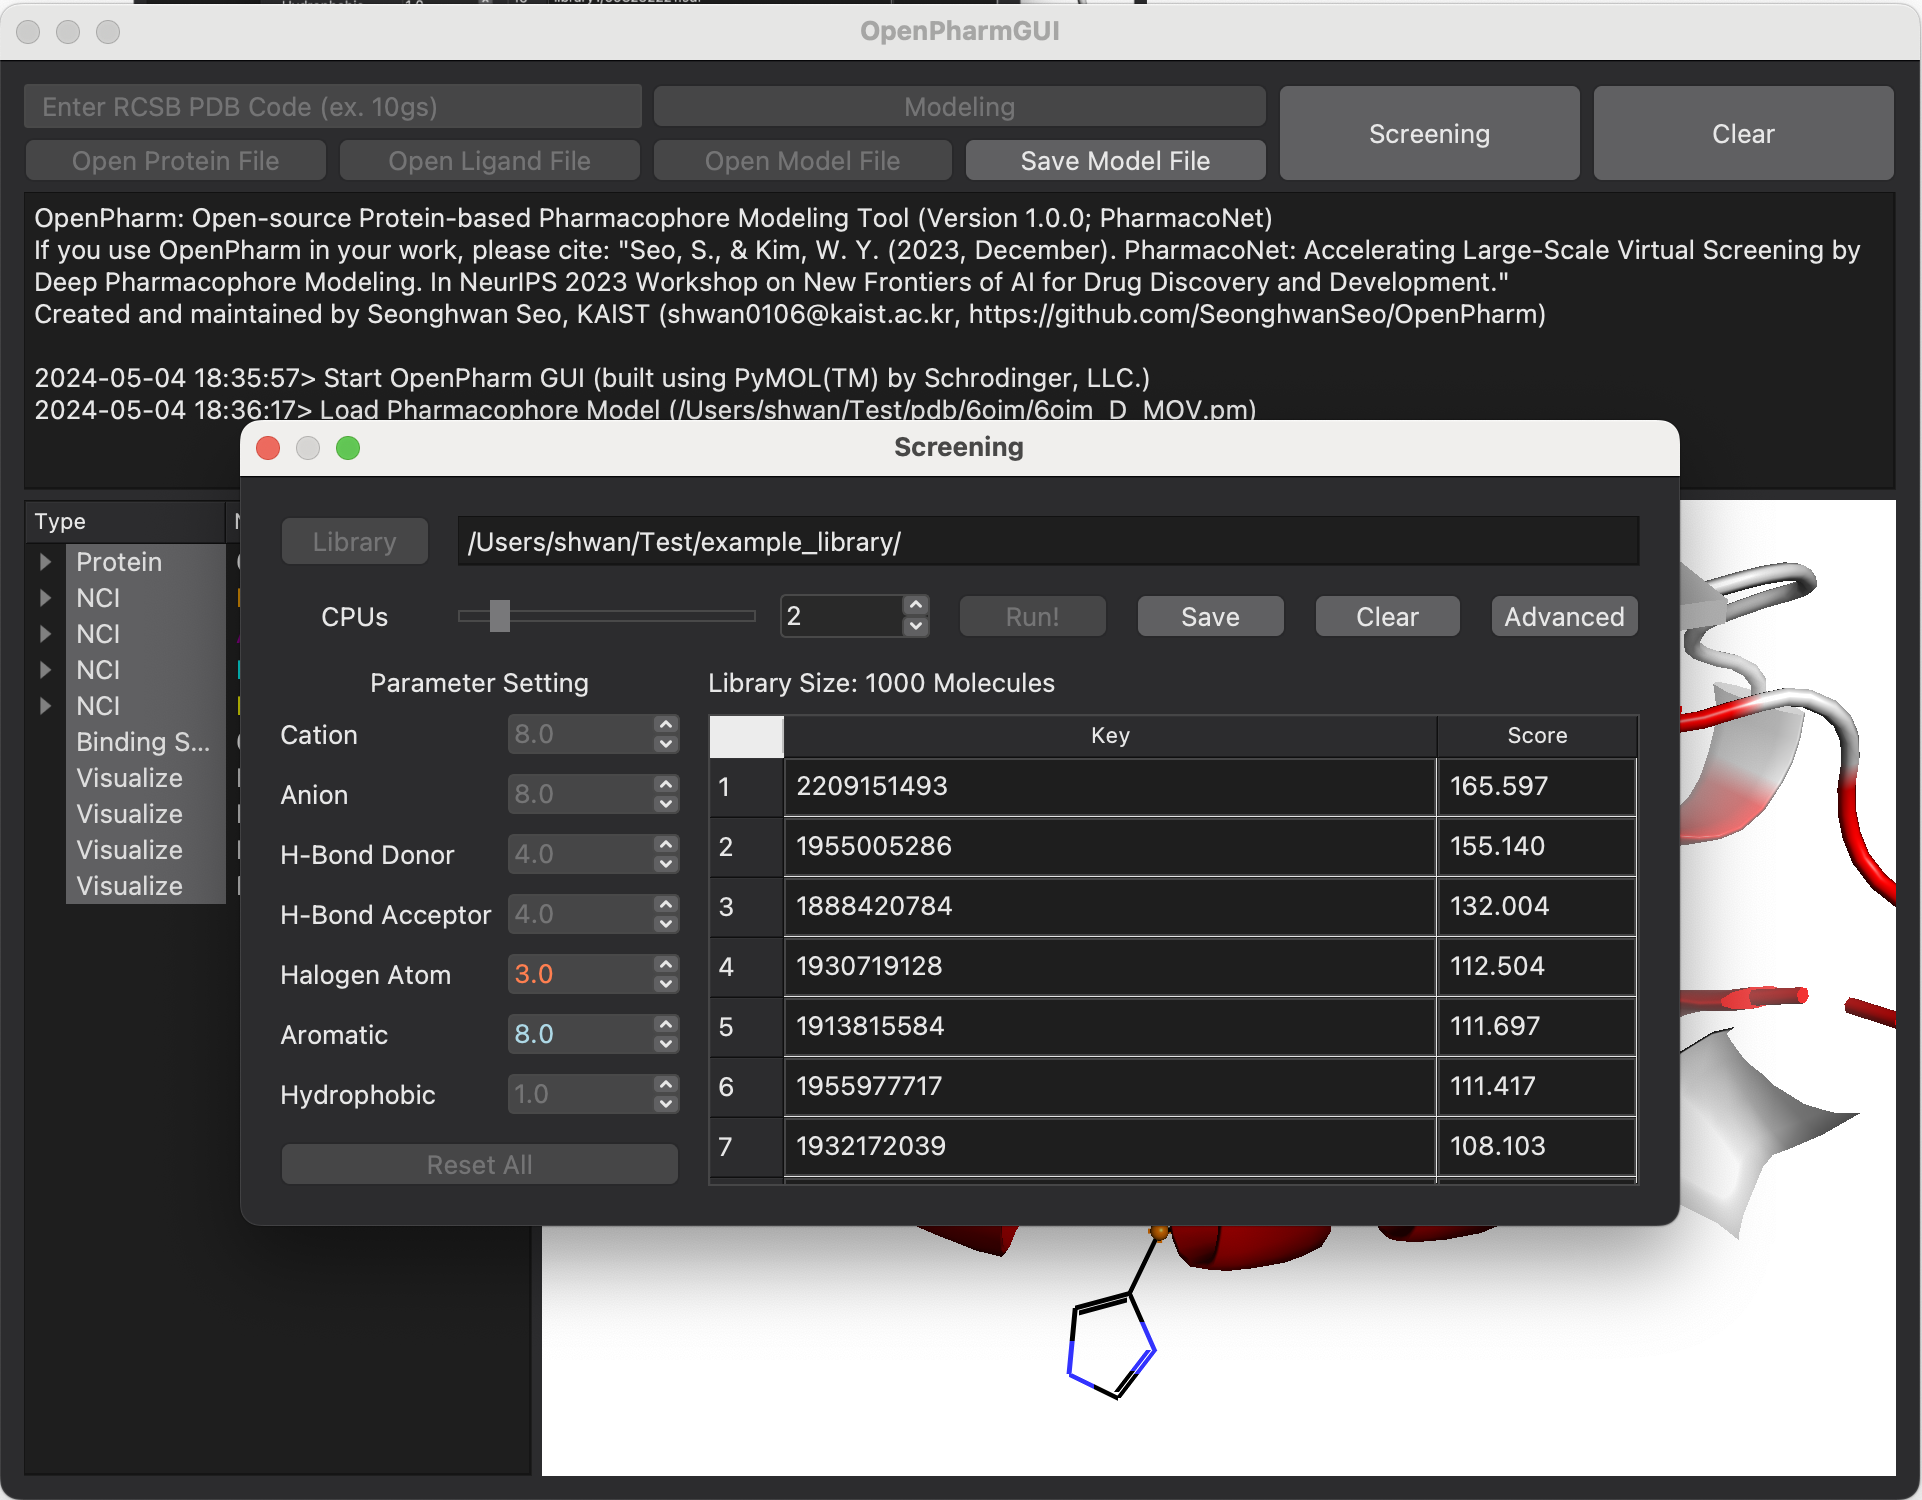 OpenPharmGUI
Enter RCSB PDB Code (ex. 10gs)
Modeling
Screening
Clear
Open Protein File
Open Ligand File
Open Model File
Save Model File
OpenPharm: Open-source Protein-based Pharmacophore Modeling Tool (Version 1.0.0; PharmacoNet)
If you use OpenPharm in your work, please cite: "Seo, S., & Kim, W. Y. (2023, December). PharmacoNet: Accelerating Large-Scale Virtual Screening by
Deep Pharmacophore Modeling. In NeurIPS 2023 Workshop on New Frontiers of AI for Drug Discovery and Development."
Created and maintained by Seonghwan Seo, KAIST (shwan0106@kaist.ac.kr, https://github.com/SeonghwanSeo/OpenPharm)
2024-05-04 18:35:57> Start OpenPharm GUI (built using PyMOL(TM) by Schrodinger, LLC.)
2024-05-04 18:36:17> Load Pharmacophore Model (/Users/shwan/Test/pdb/6oim/6oim_D_MOV.pm)
Type
Protein
NCI
NCI
NCI
NCI
Binding S...
Visualize
Visualize
Visualize
Visualize
Screening
Library
/Users/shwan/Test/example_library/
CPUs
2
Run!
Save
Clear
Advanced
Parameter Setting
Cation 8.0
Anion 8.0
H-Bond Donor 4.0
H-Bond Acceptor 4.0
Halogen Atom 3.0
Aromatic 8.0
Hydrophobic 1.0
Reset All
Library Size: 1000 Molecules
Key Score
1 2209151493 165.597
2 1955005286 155.140
3 1888420784 132.004
4 1930719128 112.504
5 1913815584 111.697
6 1955977717 111.417
7 1932172039 108.103